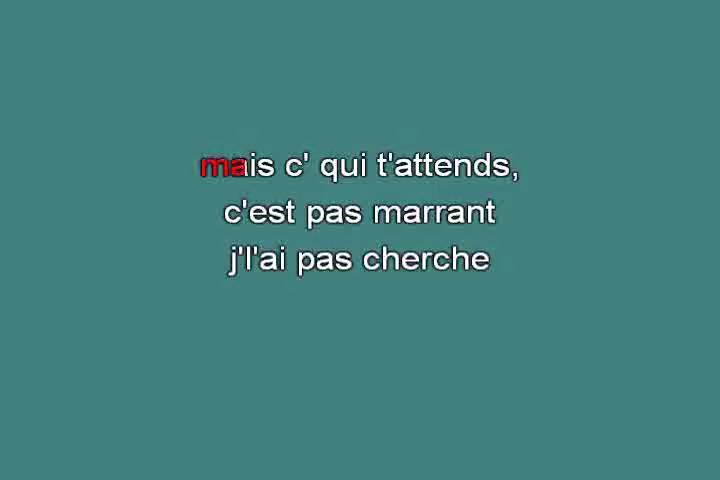 mais c' qui t'attends,
c'est pas marrant
j'l'ai pas cherche